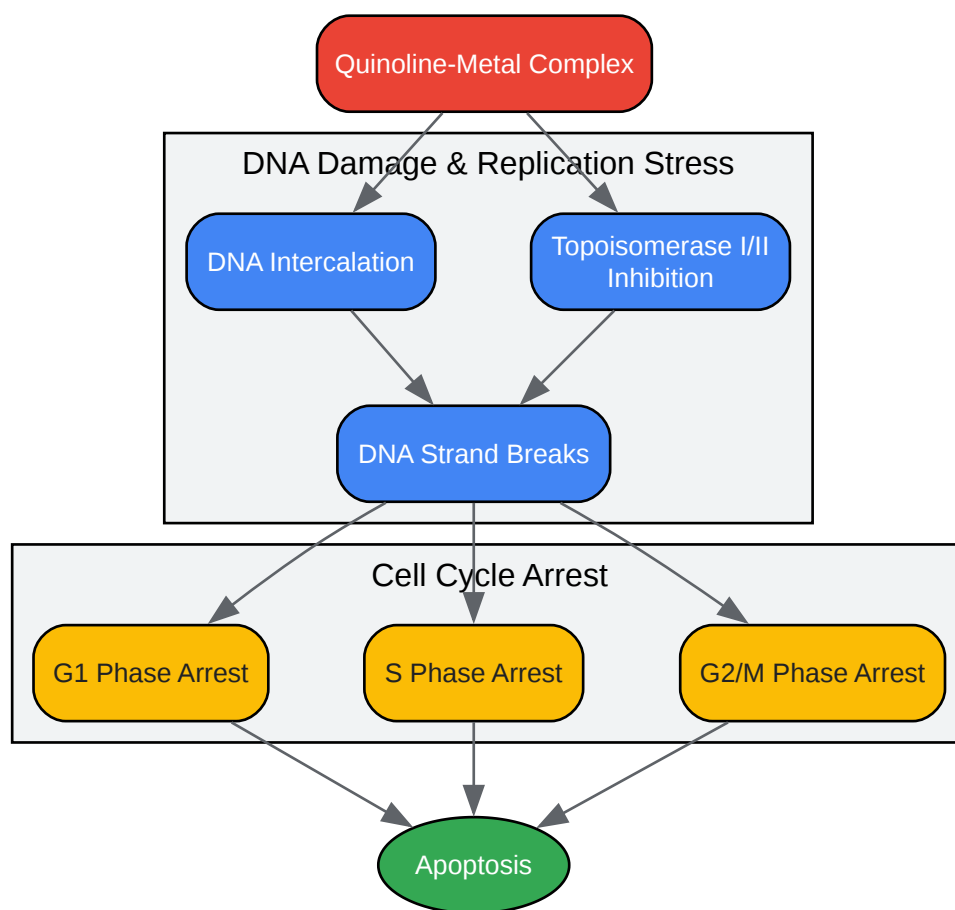 Quinoline-Metal Complex
DNA Damage & Replication Stress
DNA Intercalation
Topoisomerase I/II
Inhibition
DNA Strand Breaks
Cell Cycle Arrest
G1 Phase Arrest
S Phase Arrest
G2/M Phase Arrest
Apoptosis